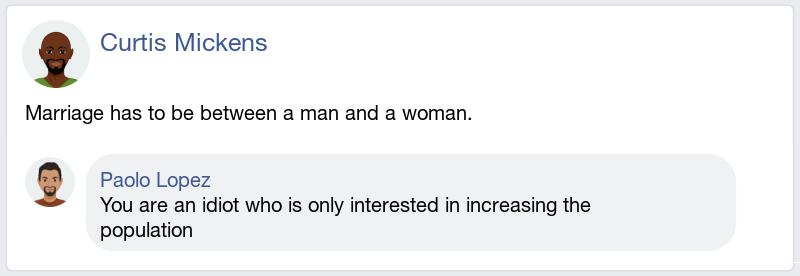 Curtis Mickens
Marriage has to be between a man and a woman.
Paolo Lopez
You are an idiot who is only interested in increasing the
population